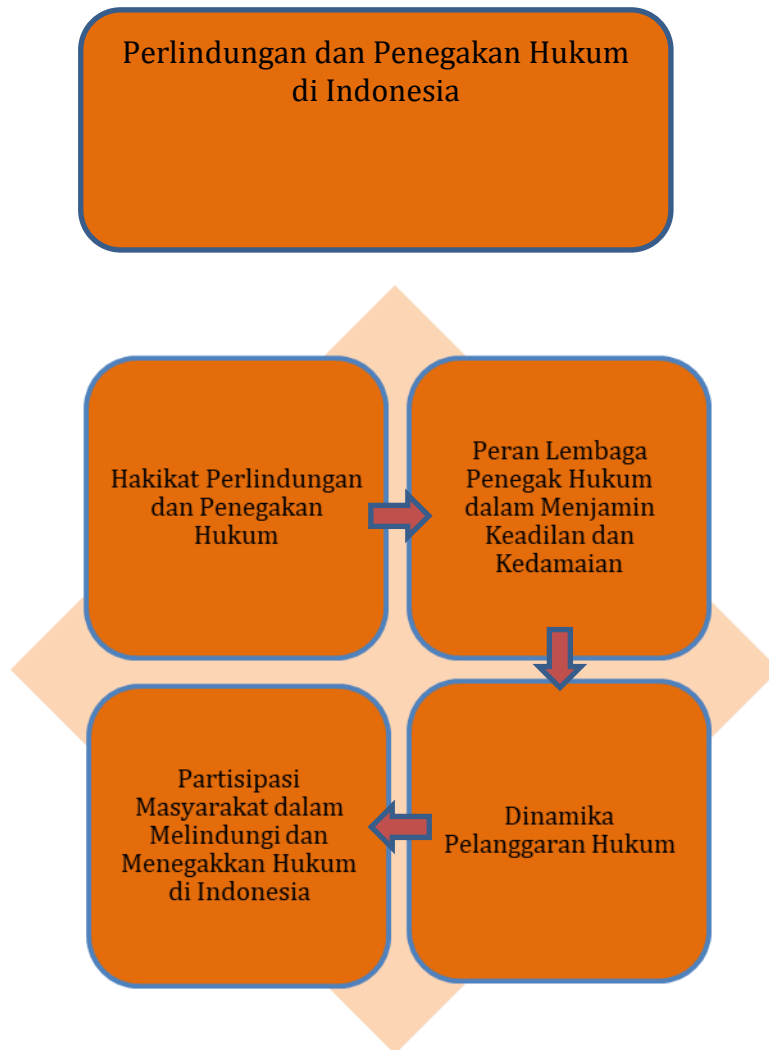 Perlindungan dan Penegakan Hukum
di Indonesia
Hakikat Perlindungan
dan Penegakan
Hukum
Peran Lembaga
Penegak Hukum
dalam Menjamin
Keadilan dan
Kedamaian
Dinamika
Pelanggaran Hukum
Partisipasi
Masyarakat dalam
Melindungi dan
Menegakkan Hukum
di Indonesia